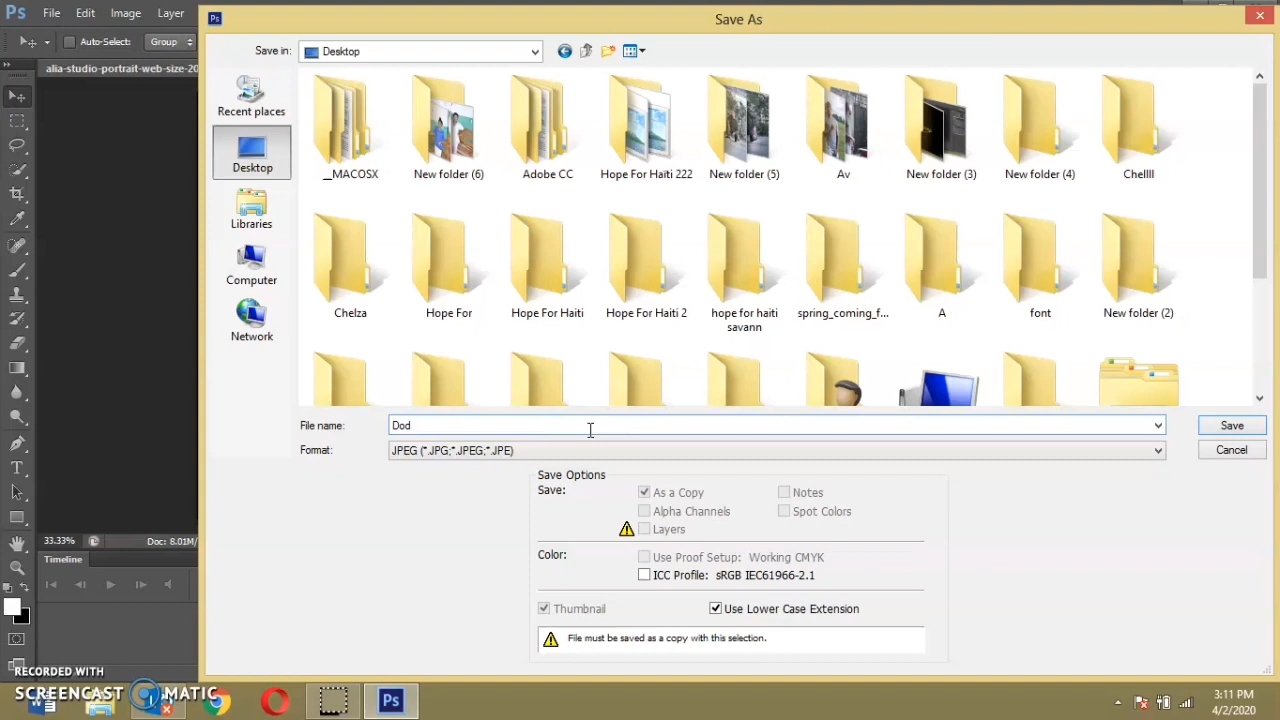 Ps File Edit Image Layer
Save As
Auto-Select: Group
Save in: Desktop
alia-studio-portrait-web-size-20
Recent places
Desktop
Libraries
Computer
Network
__MACOSX New folder (6) Adobe CC Hope For Haiti 222 New folder (5) Av New folder (3) New folder (4) Chellll
Chelza Hope For Hope For Haiti Hope For Haiti 2 hope for haiti savann spring_coming_f... A font New folder (2)
File name: Dod Save
Format: JPEG (*.JPG;*.JPEG;*.JPE) Cancel
Save Options
Save: As a Copy Notes
Alpha Channels Spot Colors
Layers
Color: Use Proof Setup: Working CMYK
ICC Profile: sRGB IEC61966-2.1
Thumbnail Use Lower Case Extension
File must be saved as a copy with this selection.
33.33% Doc: 8.01M/
Timeline
RECORDED WITH
SCREENCAST MATIC
Ps
3:11 PM
4/2/2020